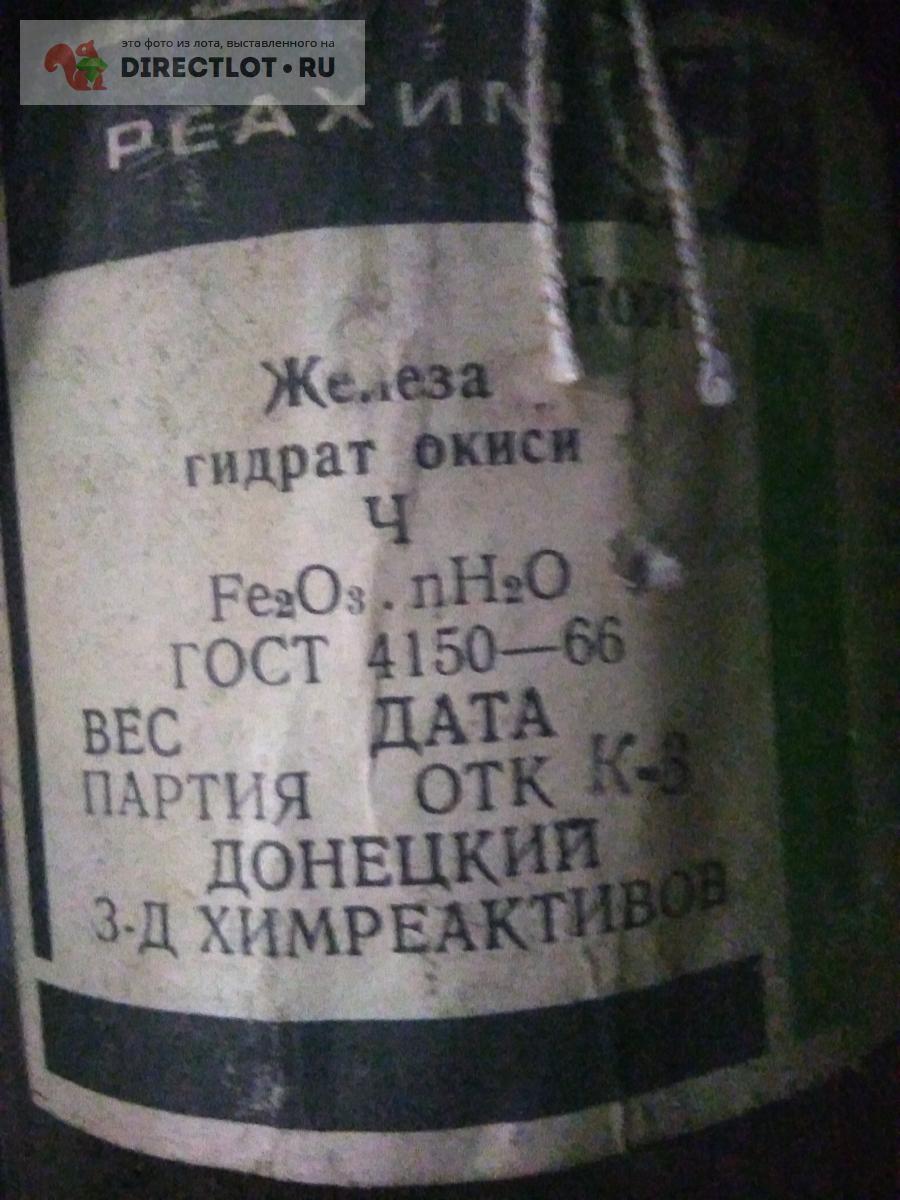 это фото из лота, выставленного на
DIRECTLOT.RU
РЕАХИМ
Железа
гидрат окиси
Ч
Fe₂O₃ . nH₂O
ГОСТ 4150—66
ВЕС ДАТА
ПАРТИЯ ОТК
ДОНЕЦКИЙ
З-Д ХИМРЕАКТИВОВ